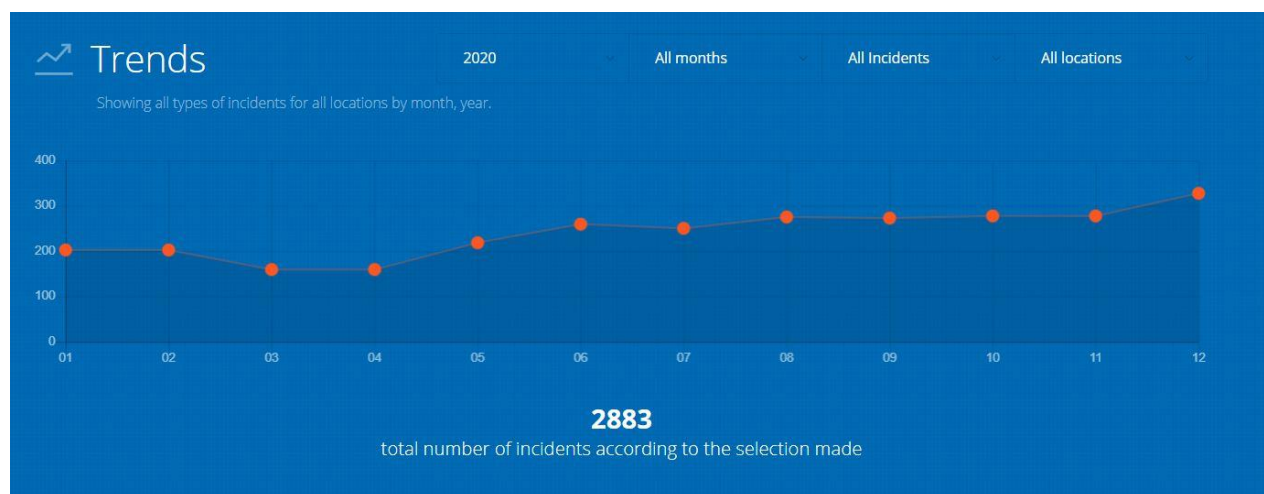 Trends
2020 All months All Incidents All locations
Showing all types of incidents for all locations by month, year.
400
300
200
100
0
01 02 03 04 05 06 07 08 09 10 11 12
2883
total number of incidents according to the selection made